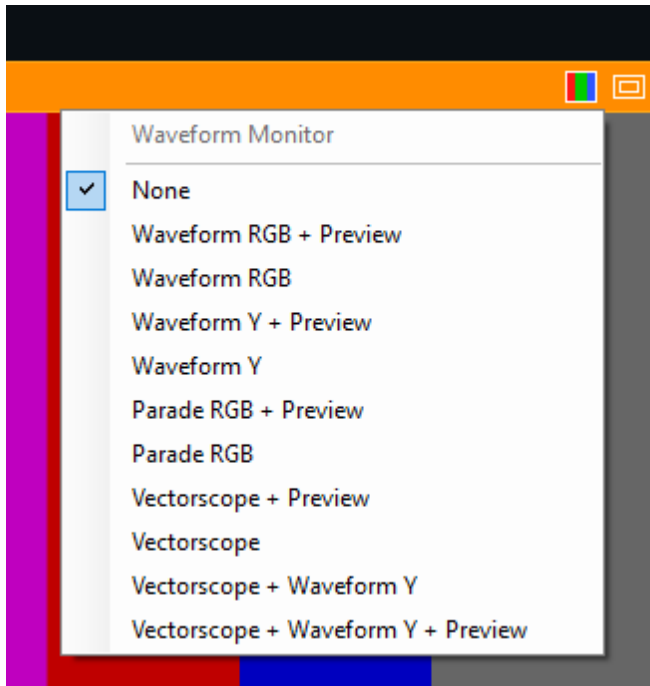 Waveform Monitor
None
Waveform RGB + Preview
Waveform RGB
Waveform Y + Preview
Waveform Y
Parade RGB + Preview
Parade RGB
Vectorscope + Preview
Vectorscope
Vectorscope + Waveform Y
Vectorscope + Waveform Y + Preview